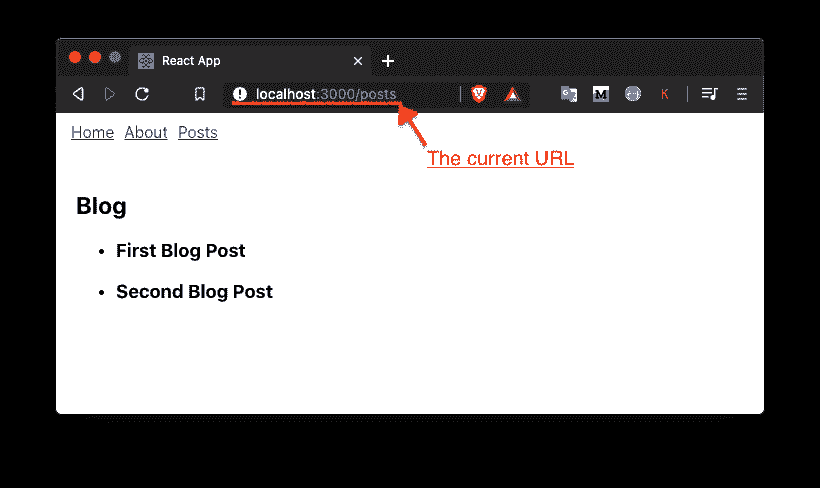 React App
localhost:3000/posts
M K
Home About Posts
The current URL
Blog
• First Blog Post
• Second Blog Post